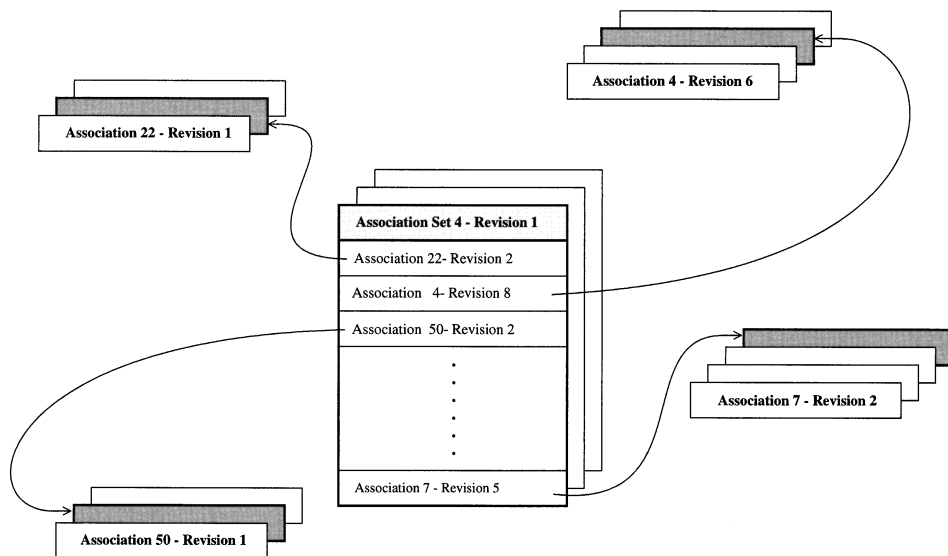 Association 4 - Revision 6
Association 22 - Revision 1
Association Set 4 - Revision 1
Association 22- Revision 2
Association 4- Revision 8
Association 50- Revision 2
Association 7 - Revision 2
Association 7 - Revision 5
Association 50 - Revision 1